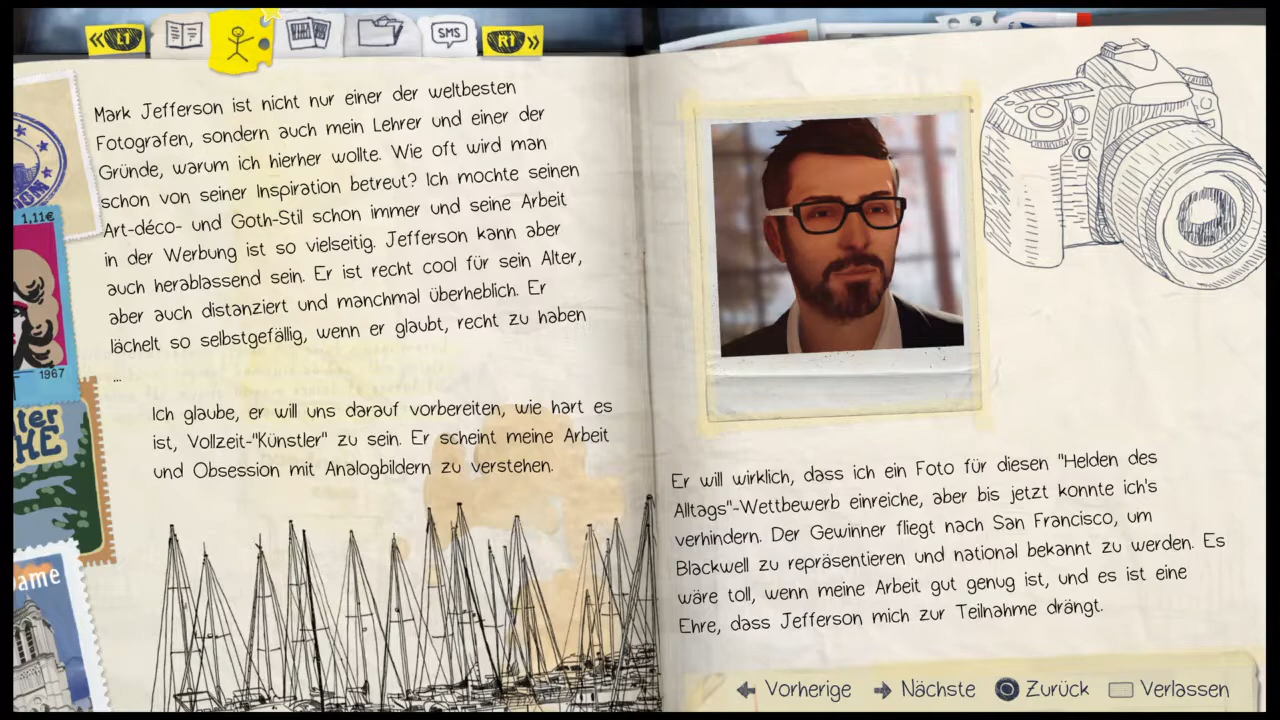 L1
SMS
R1
Mark Jefferson ist nicht nur einer der weltbesten
Fotografen, sondern auch mein Lehrer und einer der
Gründe, warum ich hierher wollte. Wie oft wird man
schon von seiner Inspiration betreut? Ich mochte seinen
Art-déco- und Goth-Stil schon immer und seine Arbeit
in der Werbung ist so vielseitig. Jefferson kann aber
auch herablassend sein. Er ist recht cool für sein Alter,
aber auch distanziert und manchmal überheblich. Er
lächelt so selbstgefällig, wenn er glaubt, recht zu haben
...
Ich glaube, er will uns darauf vorbereiten, wie hart es
ist, Vollzeit-"Künstler" zu sein. Er scheint meine Arbeit
und Obsession mit Analogbildern zu verstehen.
1,11€
1967
Er will wirklich, dass ich ein Foto für diesen "Helden des
Alltags"-Wettbewerb einreiche, aber bis jetzt konnte ich's
verhindern. Der Gewinner fliegt nach San Francisco, um
Blackwell zu repräsentieren und national bekannt zu werden. Es
wäre toll, wenn meine Arbeit gut genug ist, und es ist eine
Ehre, dass Jefferson mich zur Teilnahme drängt.
Vorherige Nächste Zurück Verlassen